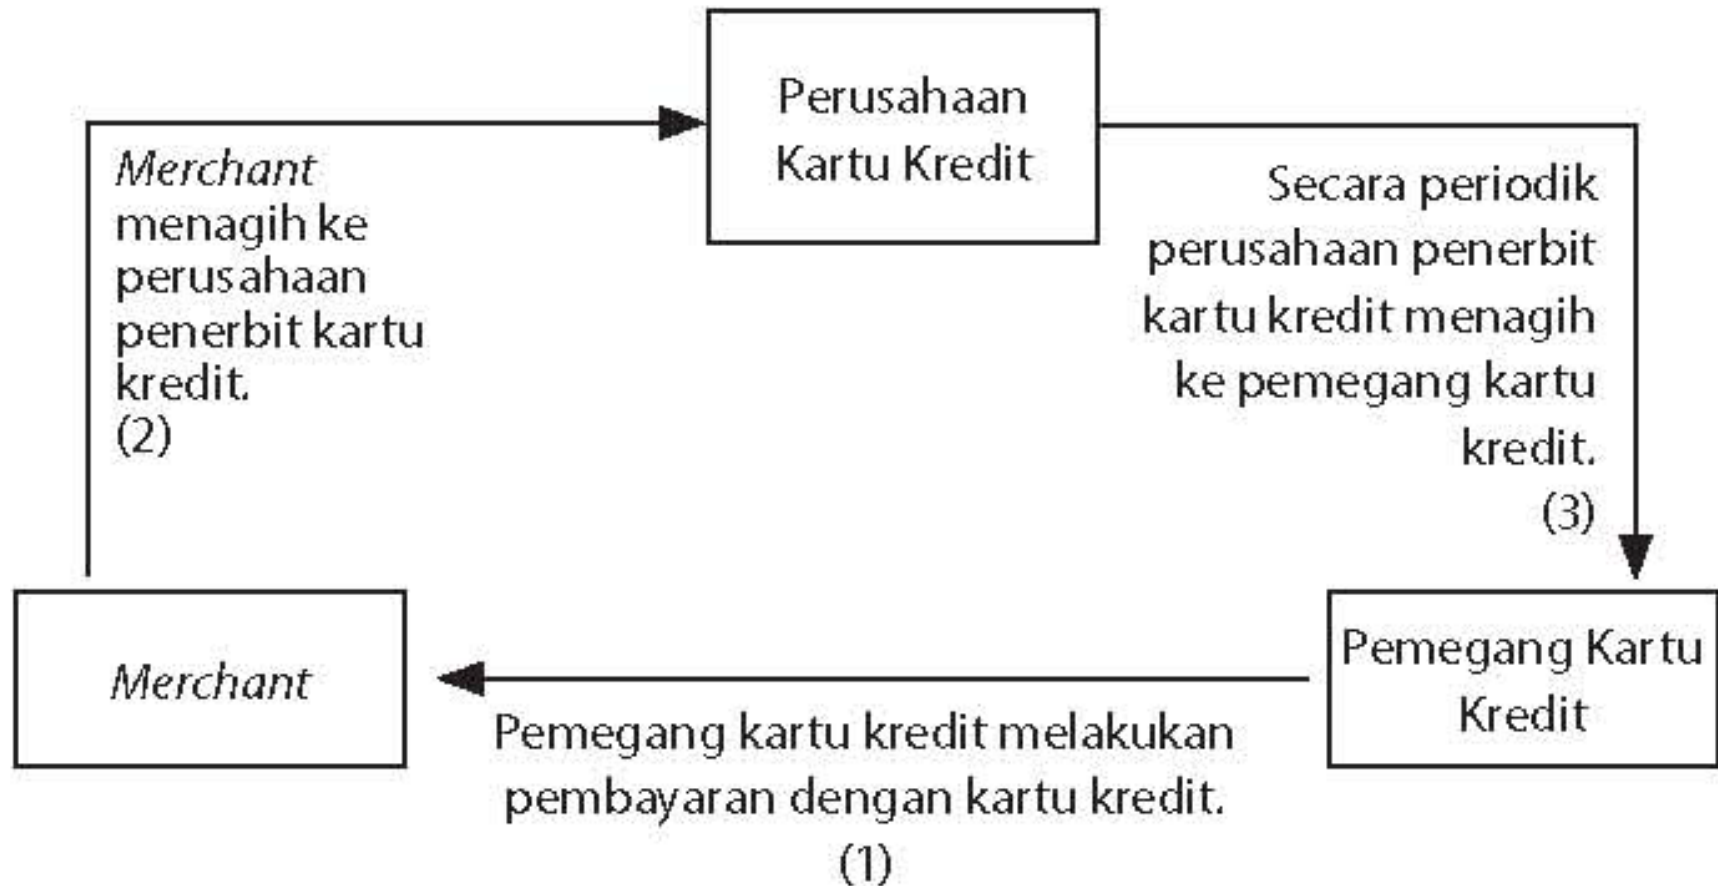 Perusahaan
Kartu Kredit
Merchant
menagih ke
perusahaan
penerbit kartu
kredit.
(2)
Secara periodik
perusahaan penerbit
kartu kredit menagih
ke pemegang kartu
kredit.
(3)
Merchant
Pemegang Kartu
Kredit
Pemegang kartu kredit melakukan
pembayaran dengan kartu kredit.
(1)